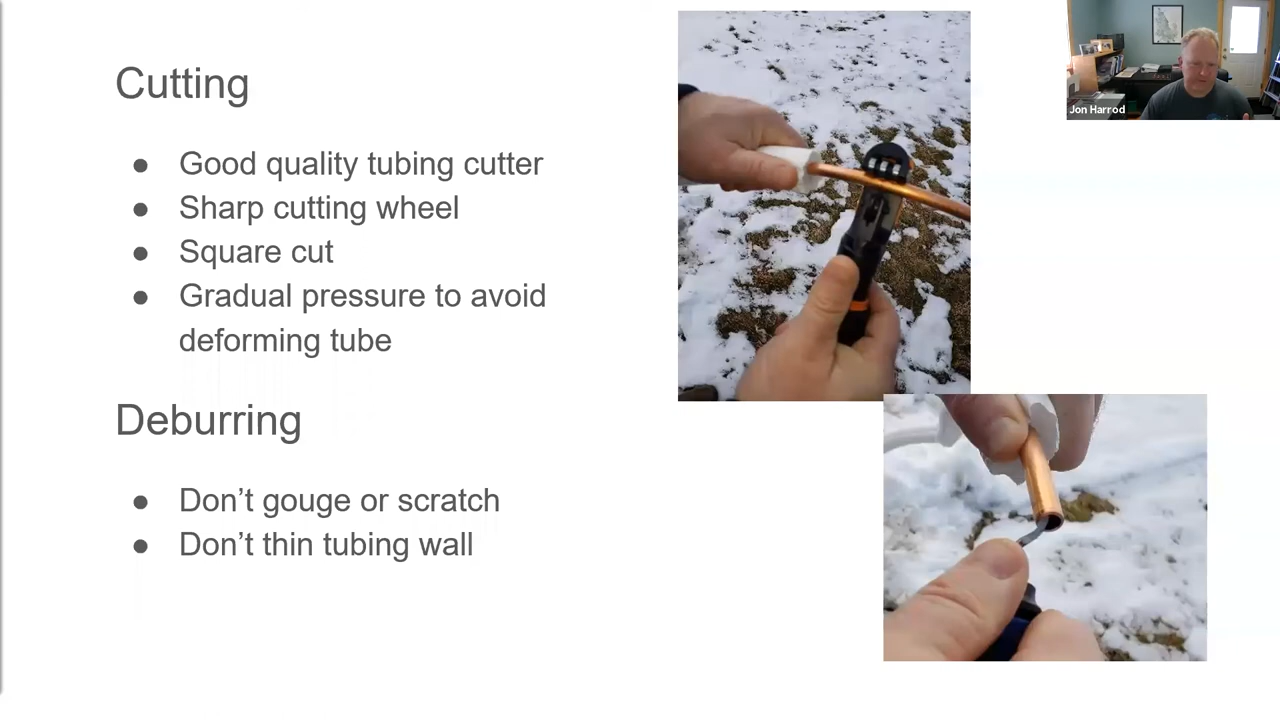 Cutting
● Good quality tubing cutter
● Sharp cutting wheel
● Square cut
● Gradual pressure to avoid
deforming tube
Deburring
● Don’t gouge or scratch
● Don’t thin tubing wall
Jon Harrod